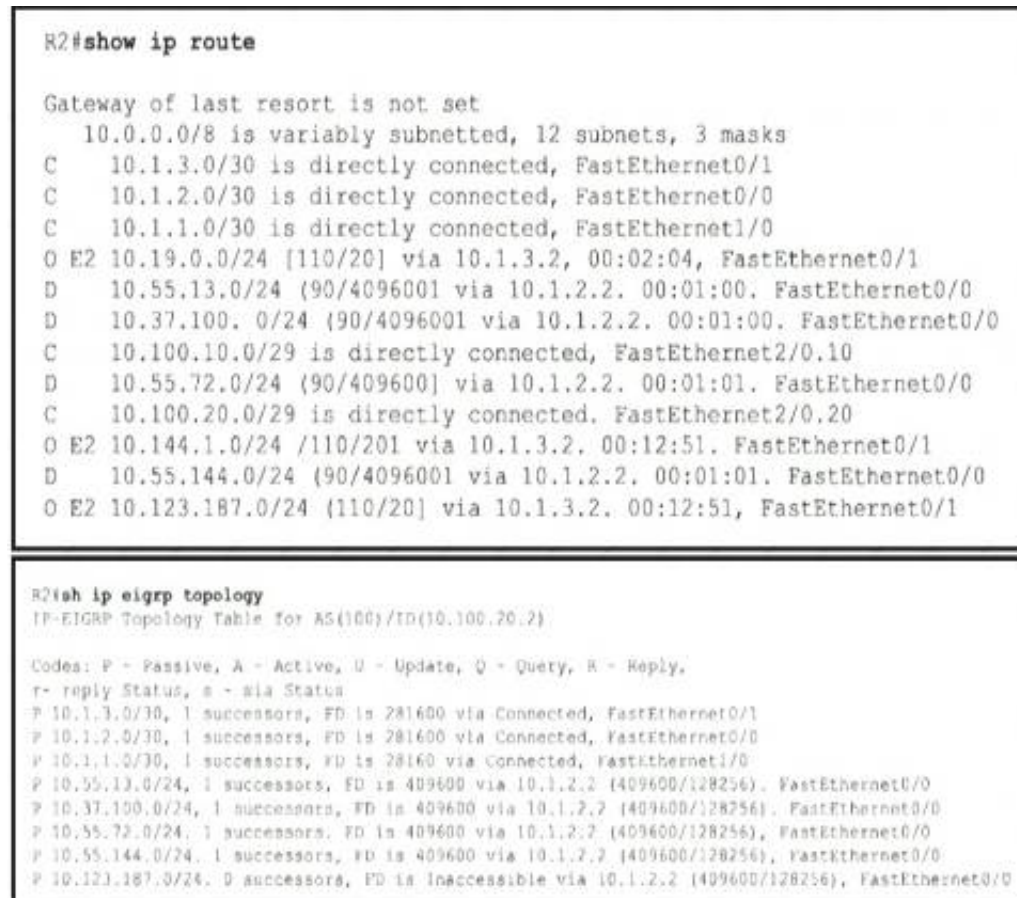 R2#show ip route
Gateway of last resort is not set
10.0.0.0/8 is variably subnetted, 12 subnets, 3 masks
C 10.1.3.0/30 is directly connected, FastEthernet0/1
C 10.1.2.0/30 is directly connected, FastEthernet0/0
C 10.1.1.0/30 is directly connected, FastEthernet1/0
O E2 10.19.0.0/24 [110/20] via 10.1.3.2, 00:02:04, FastEthernet0/1
D 10.55.13.0/24 (90/4096001 via 10.1.2.2. 00:01:00. FastEthernet0/0
D 10.37.100. 0/24 (90/4096001 via 10.1.2.2. 00:01:00. FastEthernet0/0
C 10.100.10.0/29 is directly connected, FastEthernet2/0.10
D 10.55.72.0/24 (90/409600] via 10.1.2.2. 00:01:01. FastEthernet0/0
C 10.100.20.0/29 is directly connected. FastEthernet2/0.20
O E2 10.144.1.0/24 /110/201 via 10.1.3.2. 00:12:51. FastEthernet0/1
D 10.55.144.0/24 (90/4096001 via 10.1.2.2. 00:01:01. FastEthernet0/0
O E2 10.123.187.0/24 (110/20] via 10.1.3.2. 00:12:51, FastEthernet0/1
R2#sh ip eigrp topology
IP-EIGRP Topology Table for AS(100)/ID(10.100.20.2)
Codes: P - Passive, A - Active, U - Update, Q - Query, R - Reply,
r- reply Status, s - sia Status
P 10.1.3.0/30, 1 successors, FD is 281600 via Connected, FastEthernet0/1
P 10.1.2.0/30, 1 successors, FD is 281600 via Connected, FastEthernet0/0
P 10.1.1.0/30, 1 successors, FD is 28160 via Connected, FastEthernet1/0
P 10.55.13.0/24, 1 successors, FD is 409600 via 10.1.2.2 (409600/128256). FastEthernet0/0
P 10.37.100.0/24, 1 successors, FD is 409600 via 10.1.2.2 (409600/128256). FastEthernet0/0
P 10.55.72.0/24. 1 successors. FD is 409600 via 10.1.2.2 (409600/128256), FastEthernet0/0
P 10.55.144.0/24. 1 successors, FD is 409600 via 10.1.2.2 (409600/128256), FastEthernet0/0
P 10.123.187.0/24. 0 successors, FD is Inaccessible via 10.1.2.2 (409600/128256), FastEthernet0/0